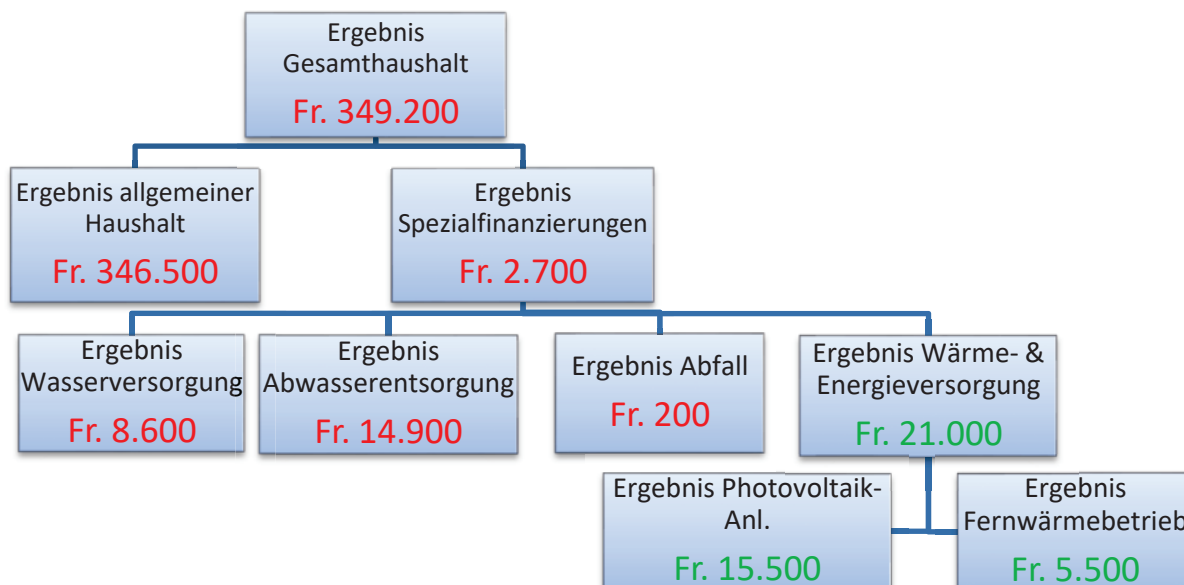 Ergebnis
Gesamthaushalt
Fr. 349.200
Ergebnis allgemeiner
Haushalt
Fr. 346.500
Ergebnis
Spezialfinanzierungen
Fr. 2.700
Ergebnis
Wasserversorgung
Fr. 8.600
Ergebnis
Abwasserentsorgung
Fr. 14.900
Ergebnis Abfall
Fr. 200
Ergebnis Wärme- &
Energieversorgung
Fr. 21.000
Ergebnis Photovoltaik-
Anl.
Fr. 15.500
Ergebnis
Fernwärmebetrieb
Fr. 5.500